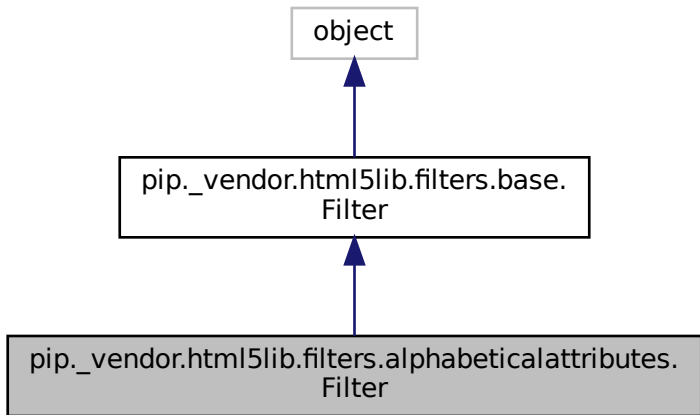 object
pip._vendor.html5lib.filters.base.
Filter
pip._vendor.html5lib.filters.alphabeticalattributes.
Filter